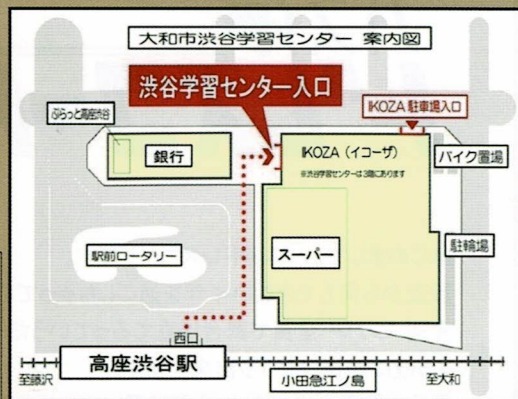 大和市渋谷学習センター 案内図
渋谷学習センター入口
IKOZA 駐車場入口
ぷらっと高座渋谷
銀行
IKOZA（イコーザ）
※渋谷学習センターは3階にあります
バイク置場
駅前ロータリー
スーパー
駐輪場
西口
高座渋谷駅
至藤沢
小田急江ノ島
至大和